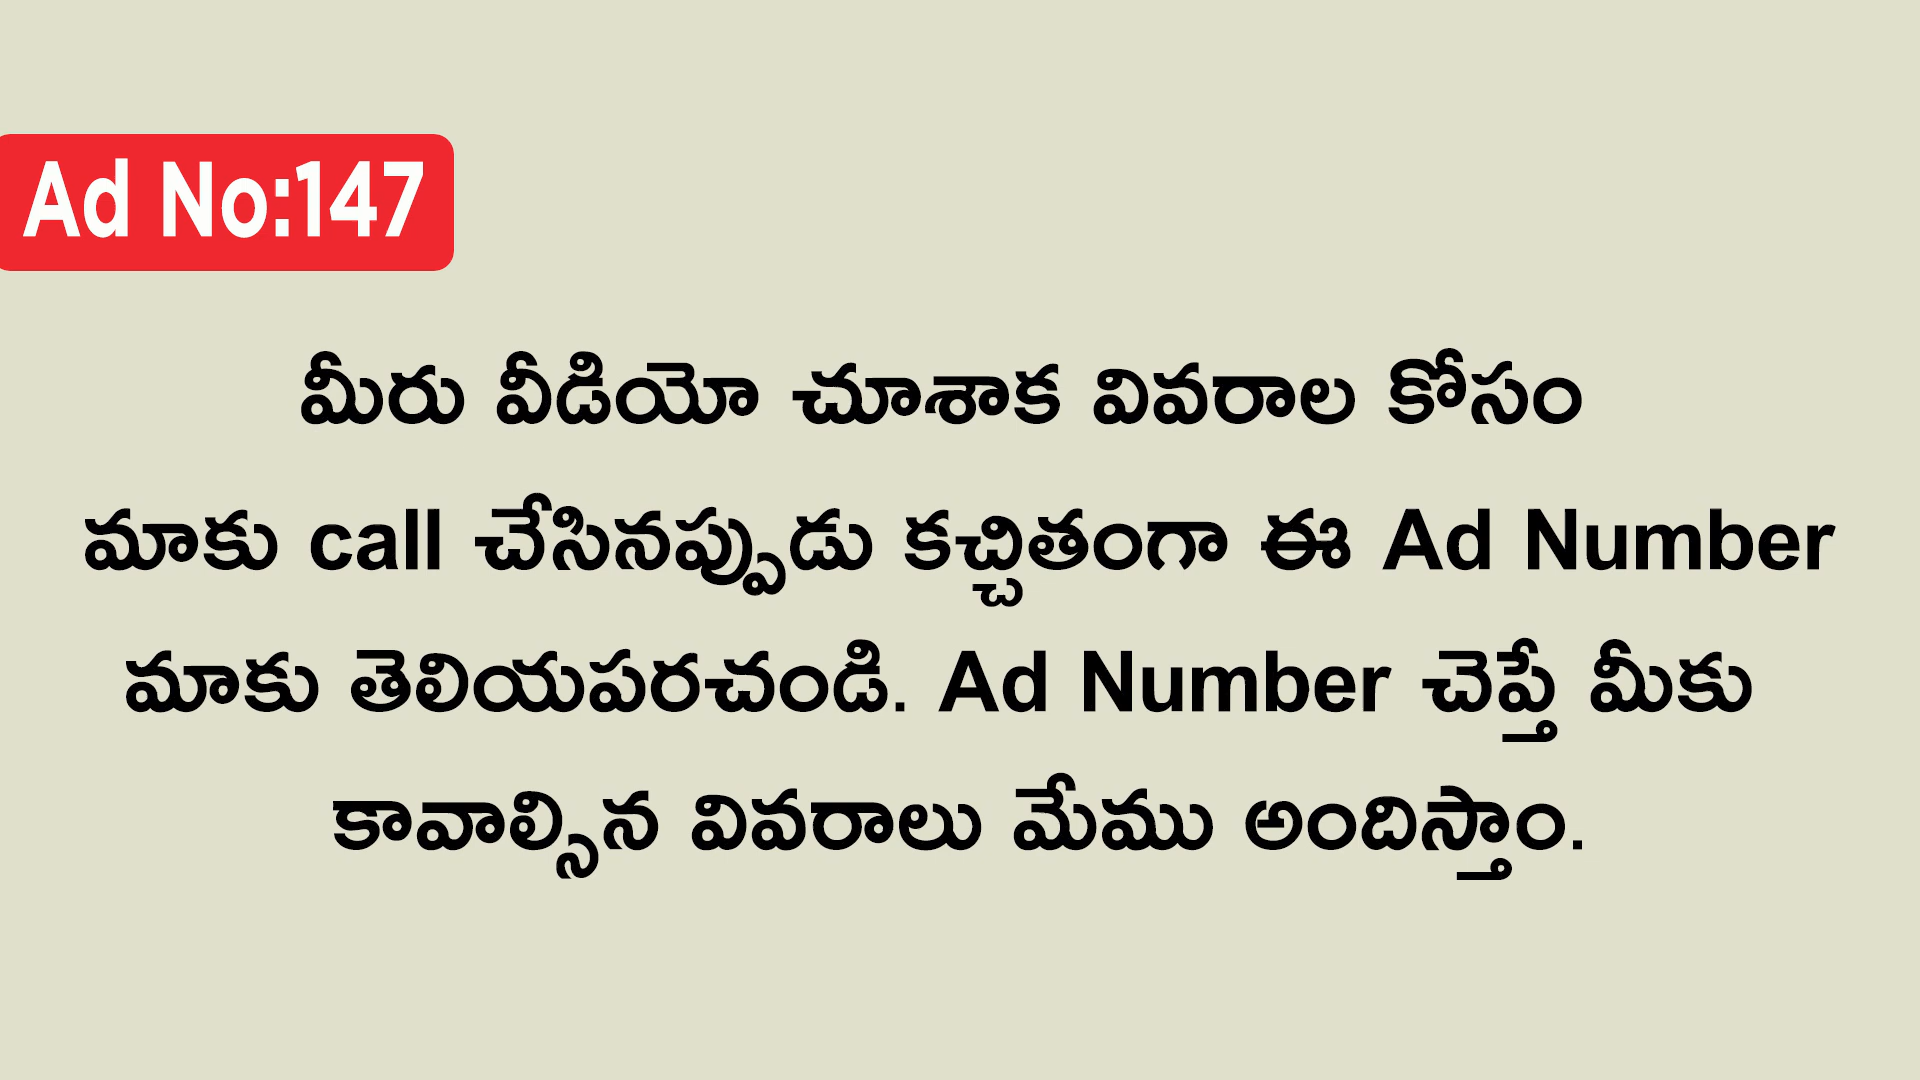 Ad No:147
మీరు వీడియో చూశాక వివరాల కోసం
మాకు call చేసినప్పుడు కచ్చితంగా ఈ Ad Number
మాకు తెలియపరచండి. Ad Number చెప్తే మీకు
కావాల్సిన వివరాలు మేము అందిస్తాం.